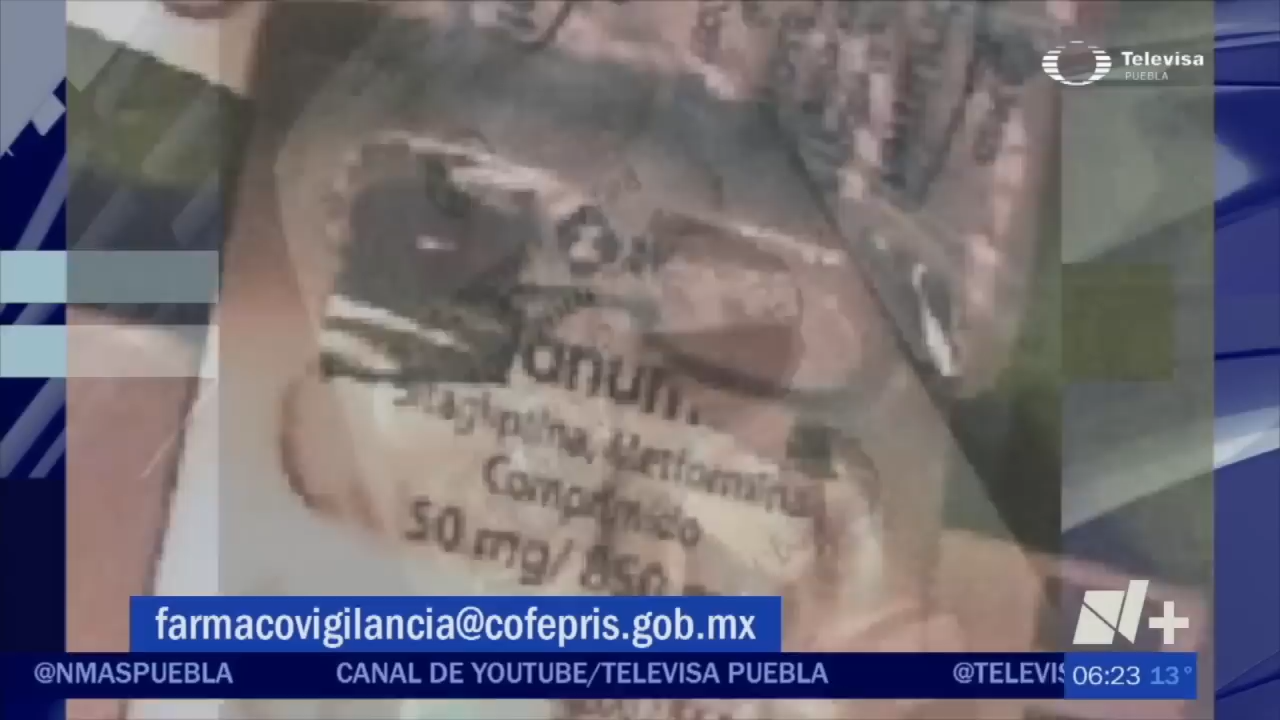 Televisa
PUEBLA
anum
Sitagliptina, Metformina
Comprimido
50 mg/ 850
farmacovigilancia@cofepris.gob.mx
N+
@NMASPUEBLA CANAL DE YOUTUBE/TELEVISA PUEBLA @TELEVIS 06:23 13°